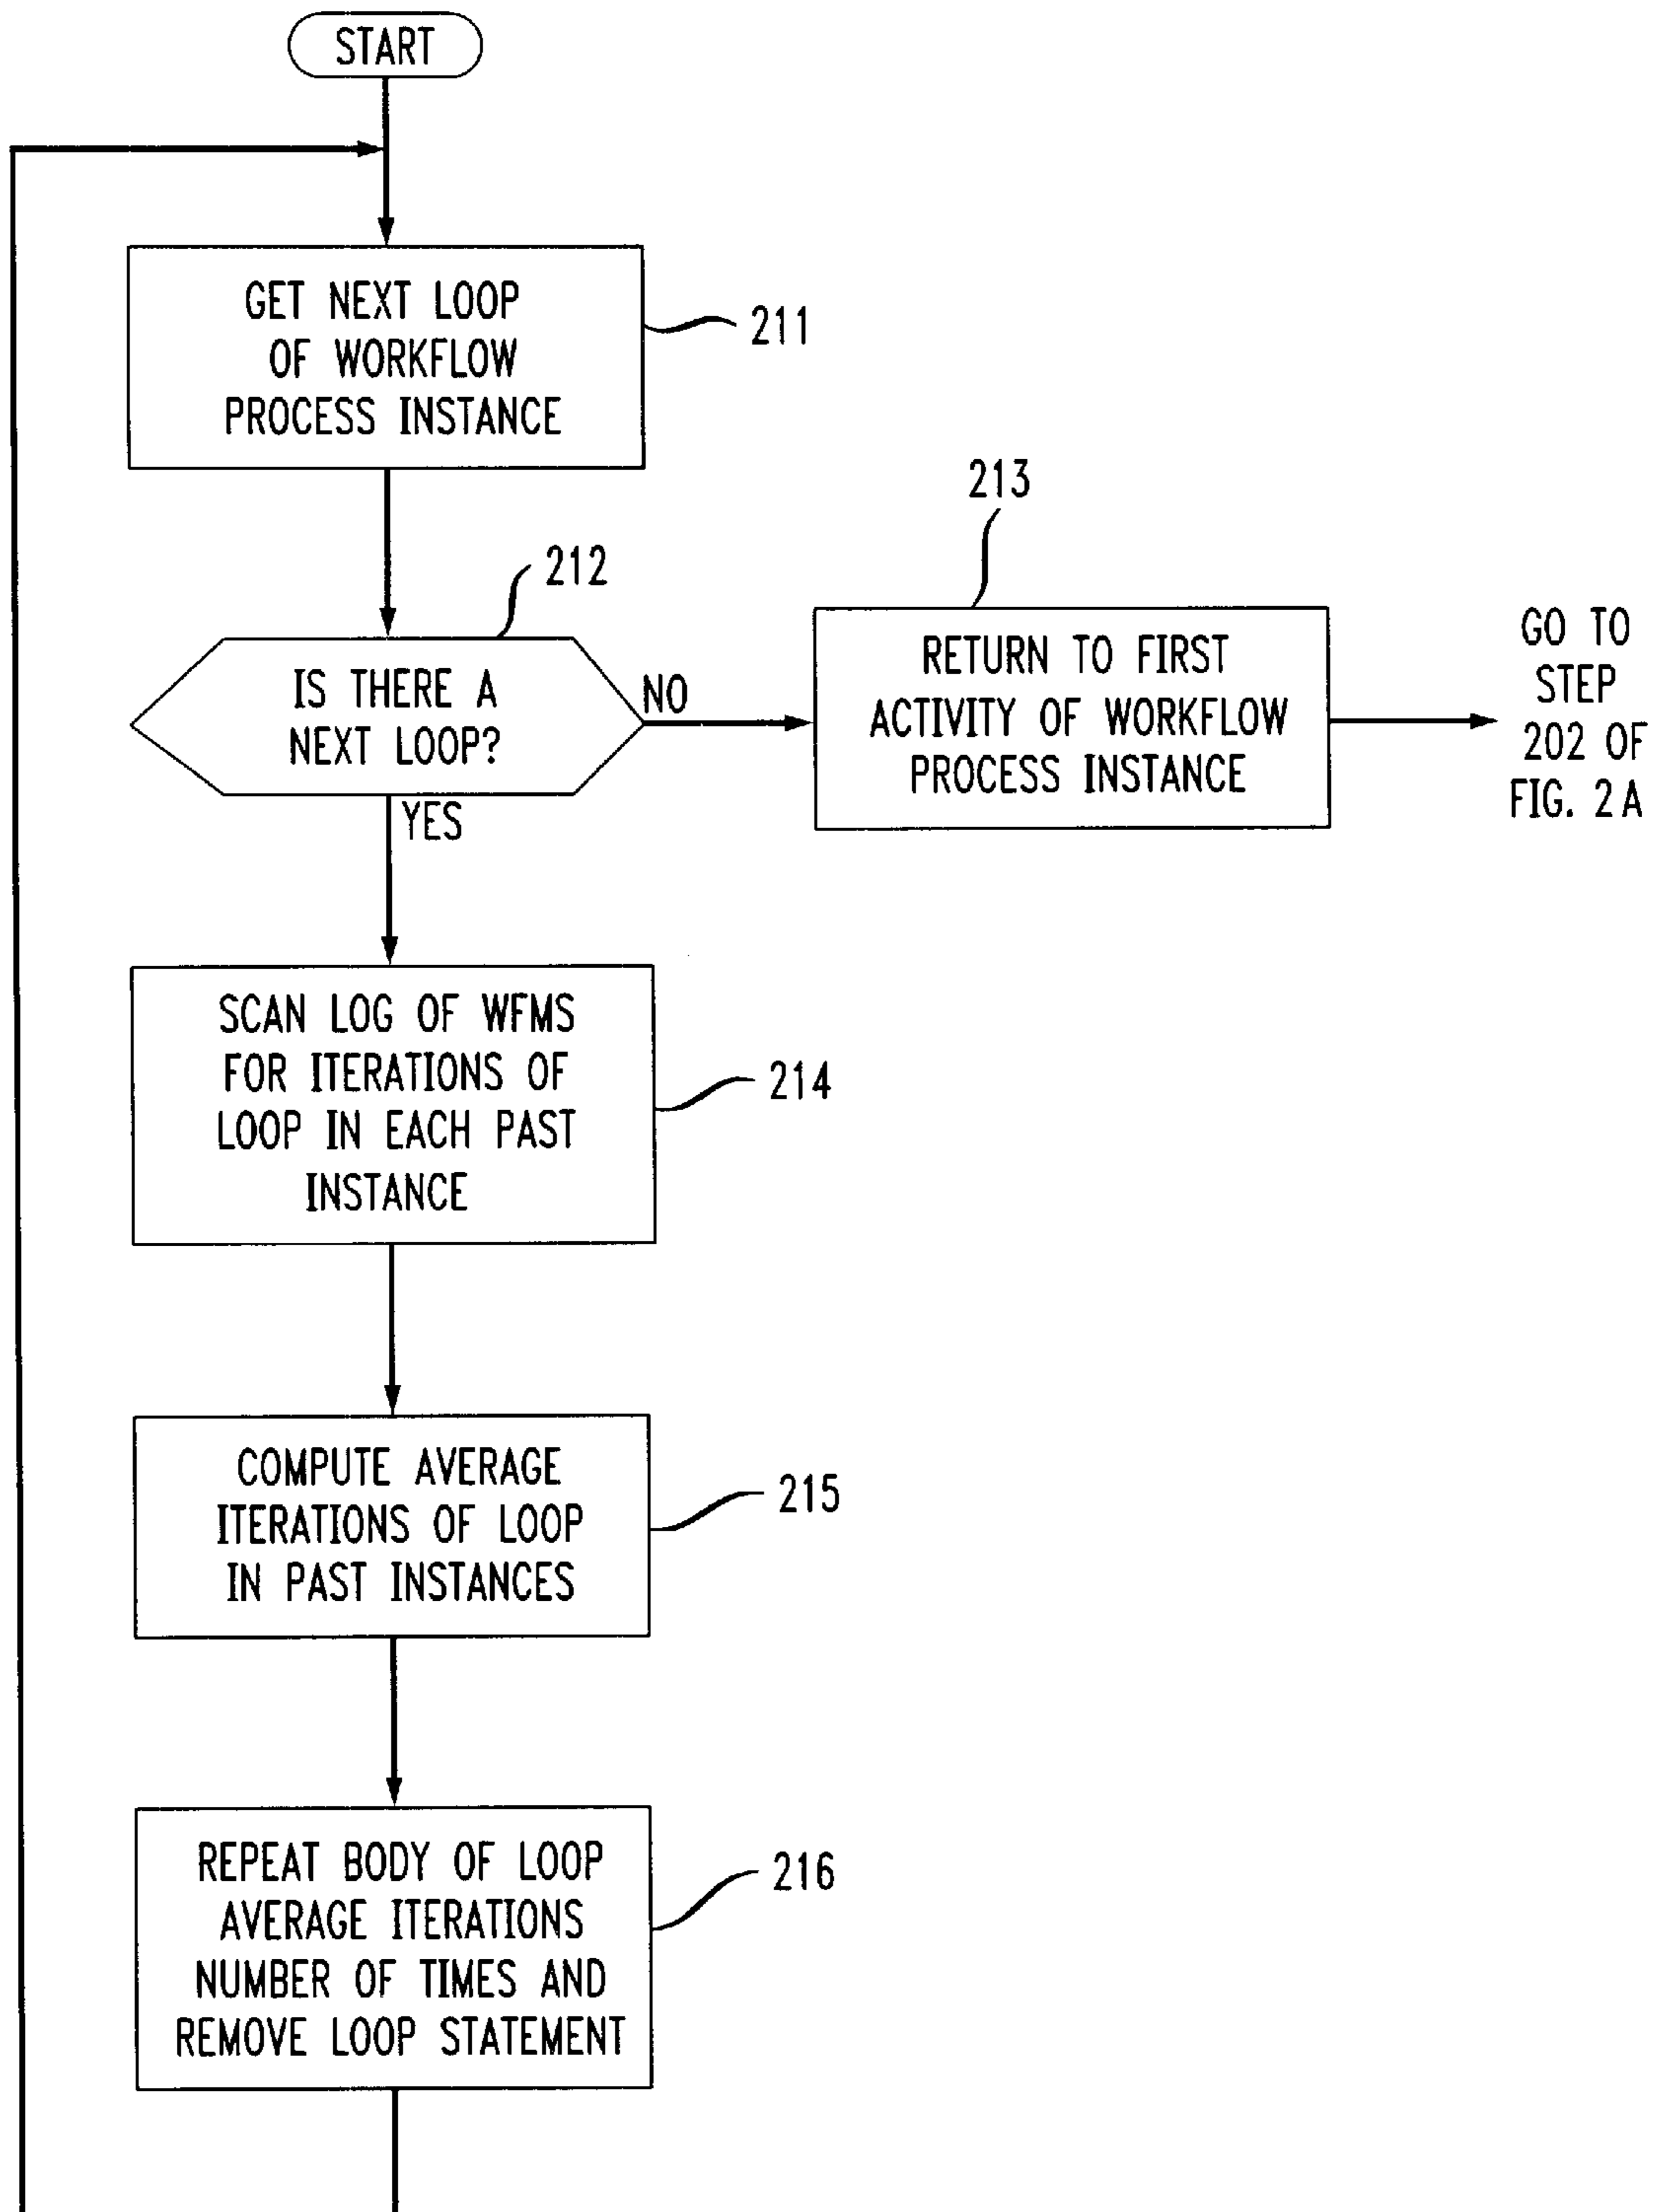 START
GET NEXT LOOP
OF WORKFLOW
PROCESS INSTANCE
211
212
IS THERE A
NEXT LOOP?
NO
YES
213
RETURN TO FIRST
ACTIVITY OF WORKFLOW
PROCESS INSTANCE
GO TO
STEP
202 OF
FIG. 2A
SCAN LOG OF WFMS
FOR ITERATIONS OF
LOOP IN EACH PAST
INSTANCE
214
COMPUTE AVERAGE
ITERATIONS OF LOOP
IN PAST INSTANCES
215
REPEAT BODY OF LOOP
AVERAGE ITERATIONS
NUMBER OF TIMES AND
REMOVE LOOP STATEMENT
216